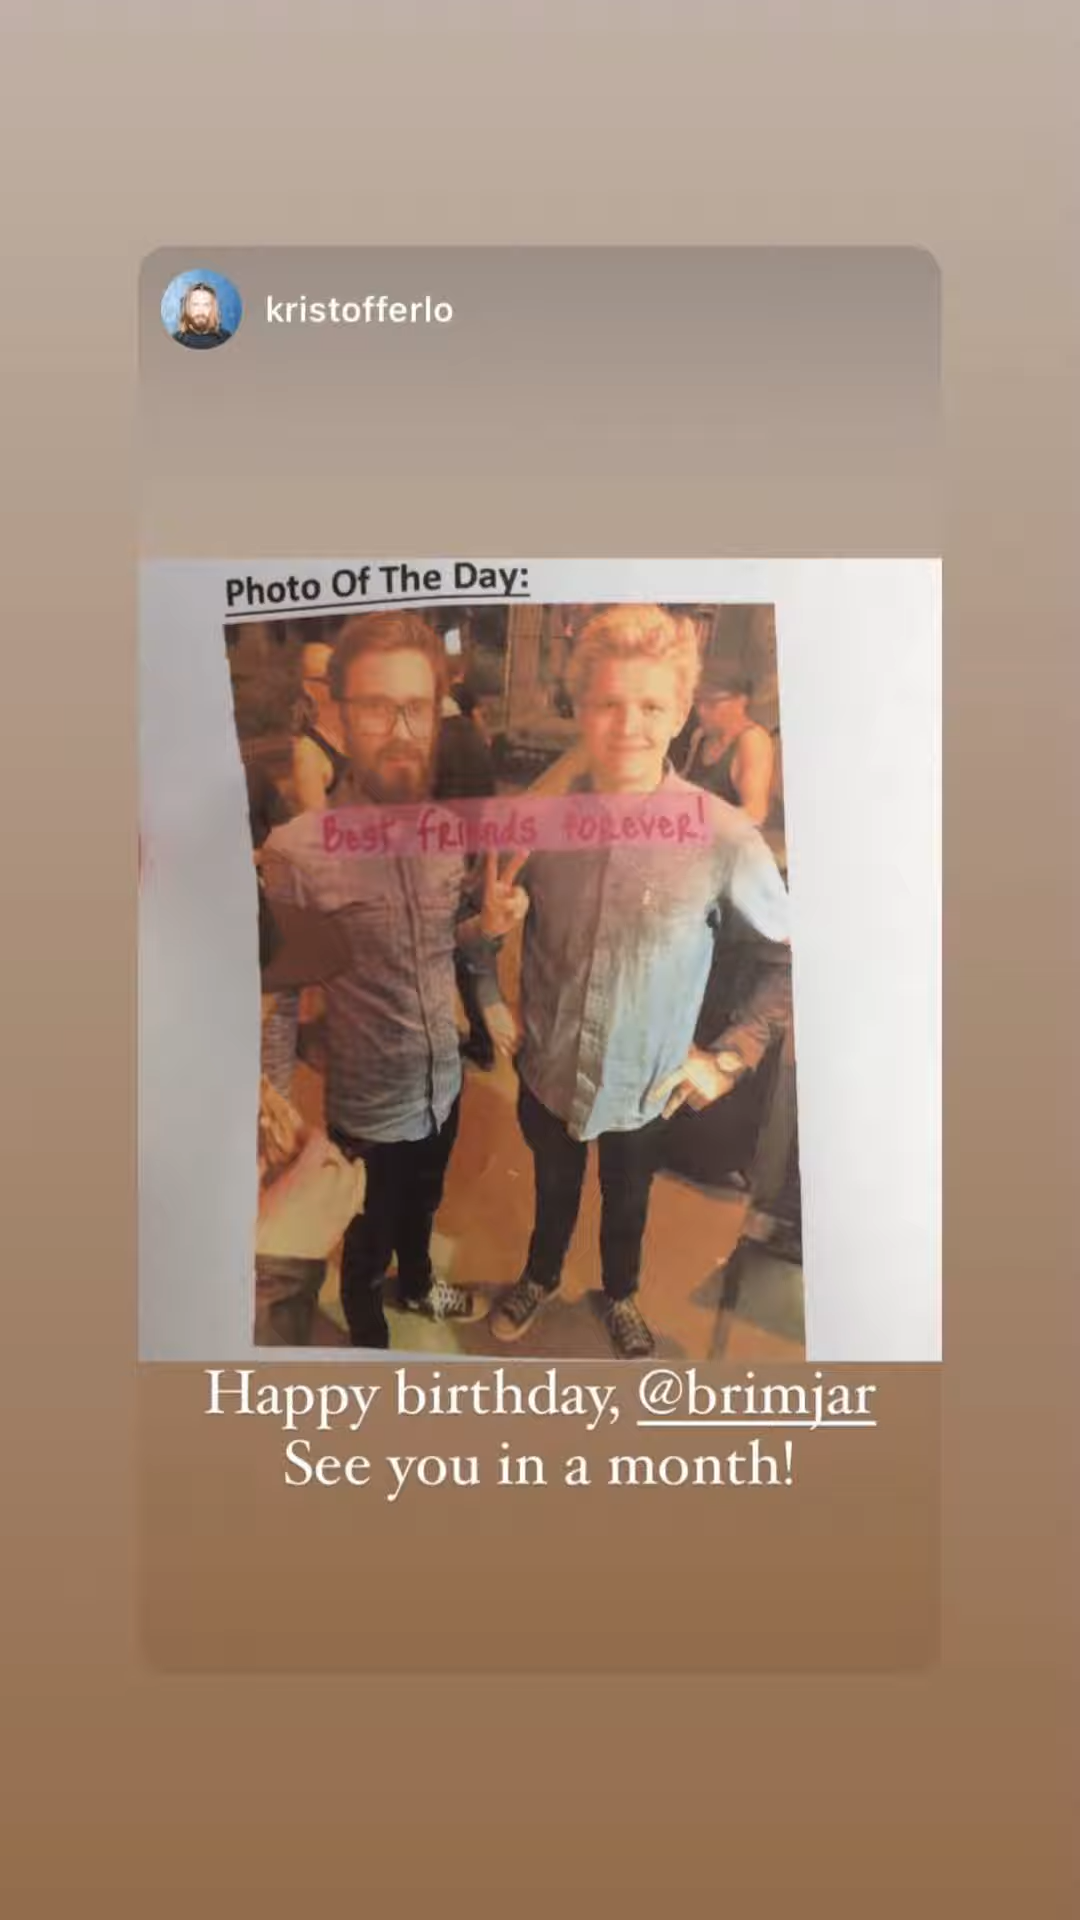 kristofferlo
Photo Of The Day:
Best friends forever!
Happy birthday, @brimjar
See you in a month!